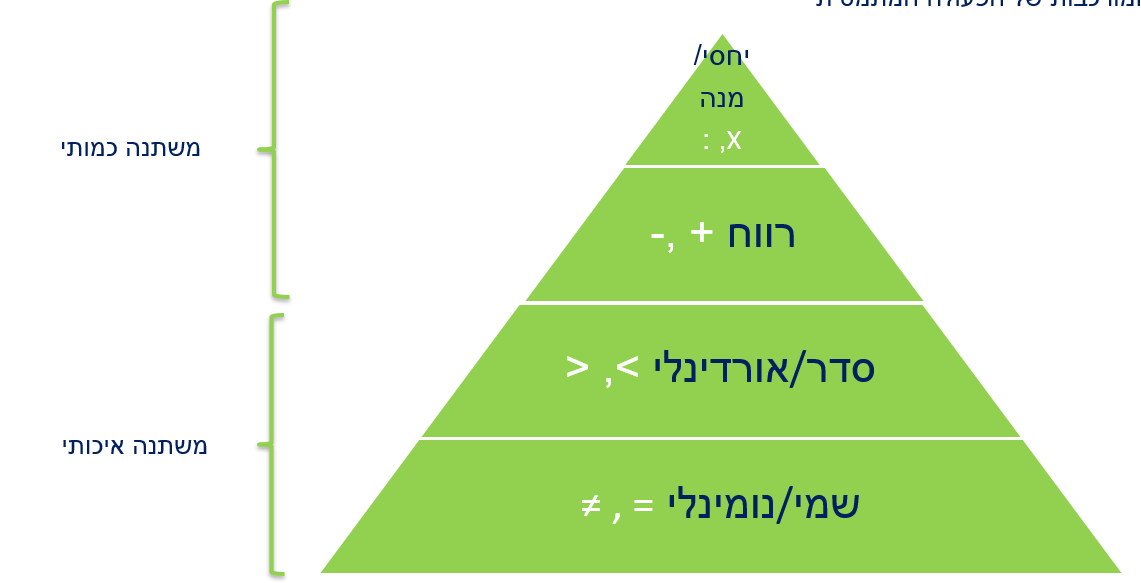 יחסי/
מנה
x, :
משתנה כמותי
רווח + ,-
סדר/אורדינלי >, <
משתנה איכותי
שמי/נומינלי = , ≠